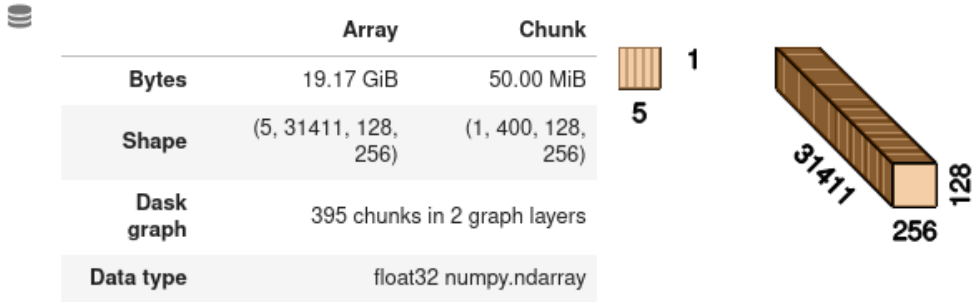 Array Chunk
Bytes 19.17 GiB 50.00 MiB
Shape (5, 31411, 128, 256) (1, 400, 128, 256)
Dask graph 395 chunks in 2 graph layers
Data type float32 numpy.ndarray
1
5
31411
128
256